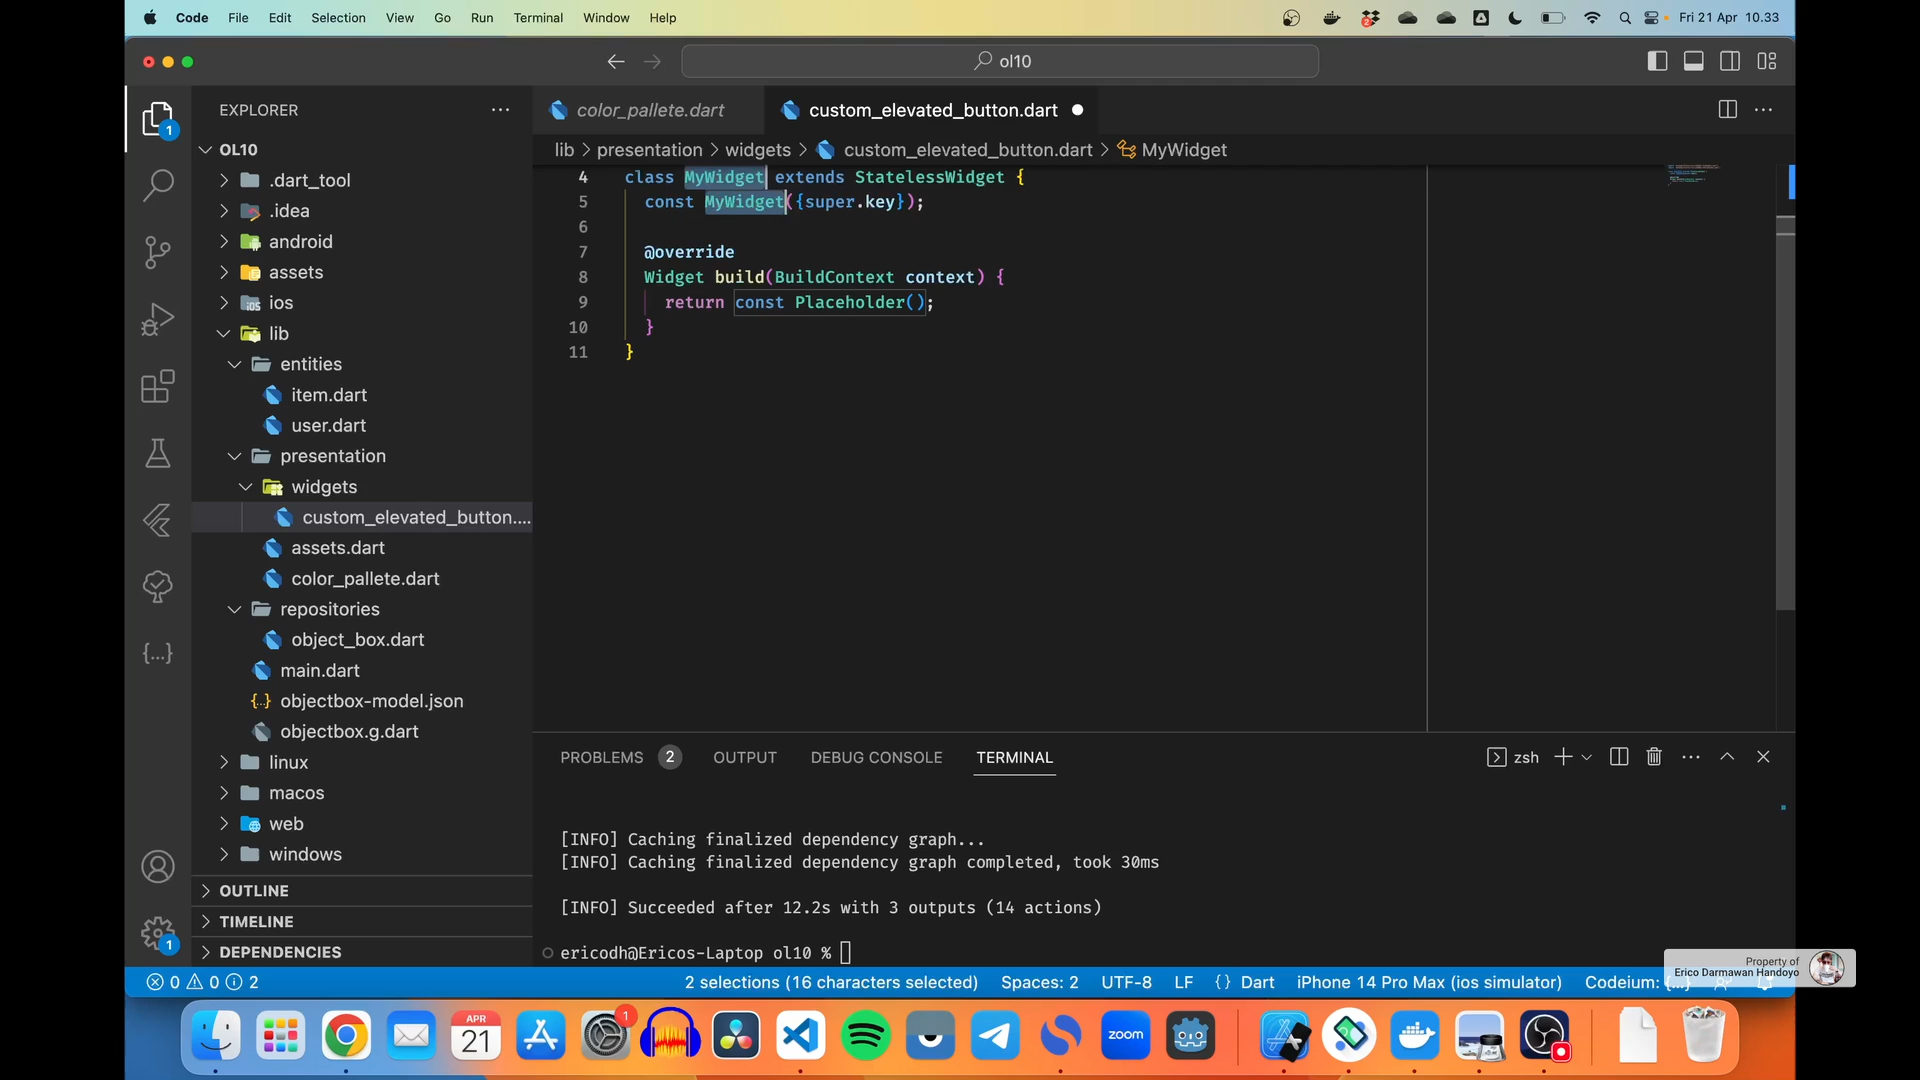 Code File Edit Selection View Go Run Terminal Window Help
2
Fri 21 Apr 10.33
ol10
EXPLORER
color_pallete.dart
custom_elevated_button.dart
1
OL10
lib > presentation > widgets > custom_elevated_button.dart > MyWidget
.dart_tool
.idea
android
assets
ios
lib
entities
item.dart
user.dart
presentation
widgets
custom_elevated_button....
assets.dart
color_pallete.dart
repositories
object_box.dart
main.dart
objectbox-model.json
objectbox.g.dart
linux
macos
web
windows
OUTLINE
TIMELINE
DEPENDENCIES
1
4 class MyWidget extends StatelessWidget {
5 const MyWidget({super.key});
6
7 @override
8 Widget build(BuildContext context) {
9 return const Placeholder();
10 }
11 }
PROBLEMS 2 OUTPUT DEBUG CONSOLE TERMINAL
zsh
[INFO] Caching finalized dependency graph...
[INFO] Caching finalized dependency graph completed, took 30ms
[INFO] Succeeded after 12.2s with 3 outputs (14 actions)
ericodh@Ericos-Laptop ol10 %
Property of
Erico Darmawan Handoyo
0 0 2
2 selections (16 characters selected) Spaces: 2 UTF-8 LF {} Dart iPhone 14 Pro Max (ios simulator) Codeium: {...}
APR
21
1
zoom